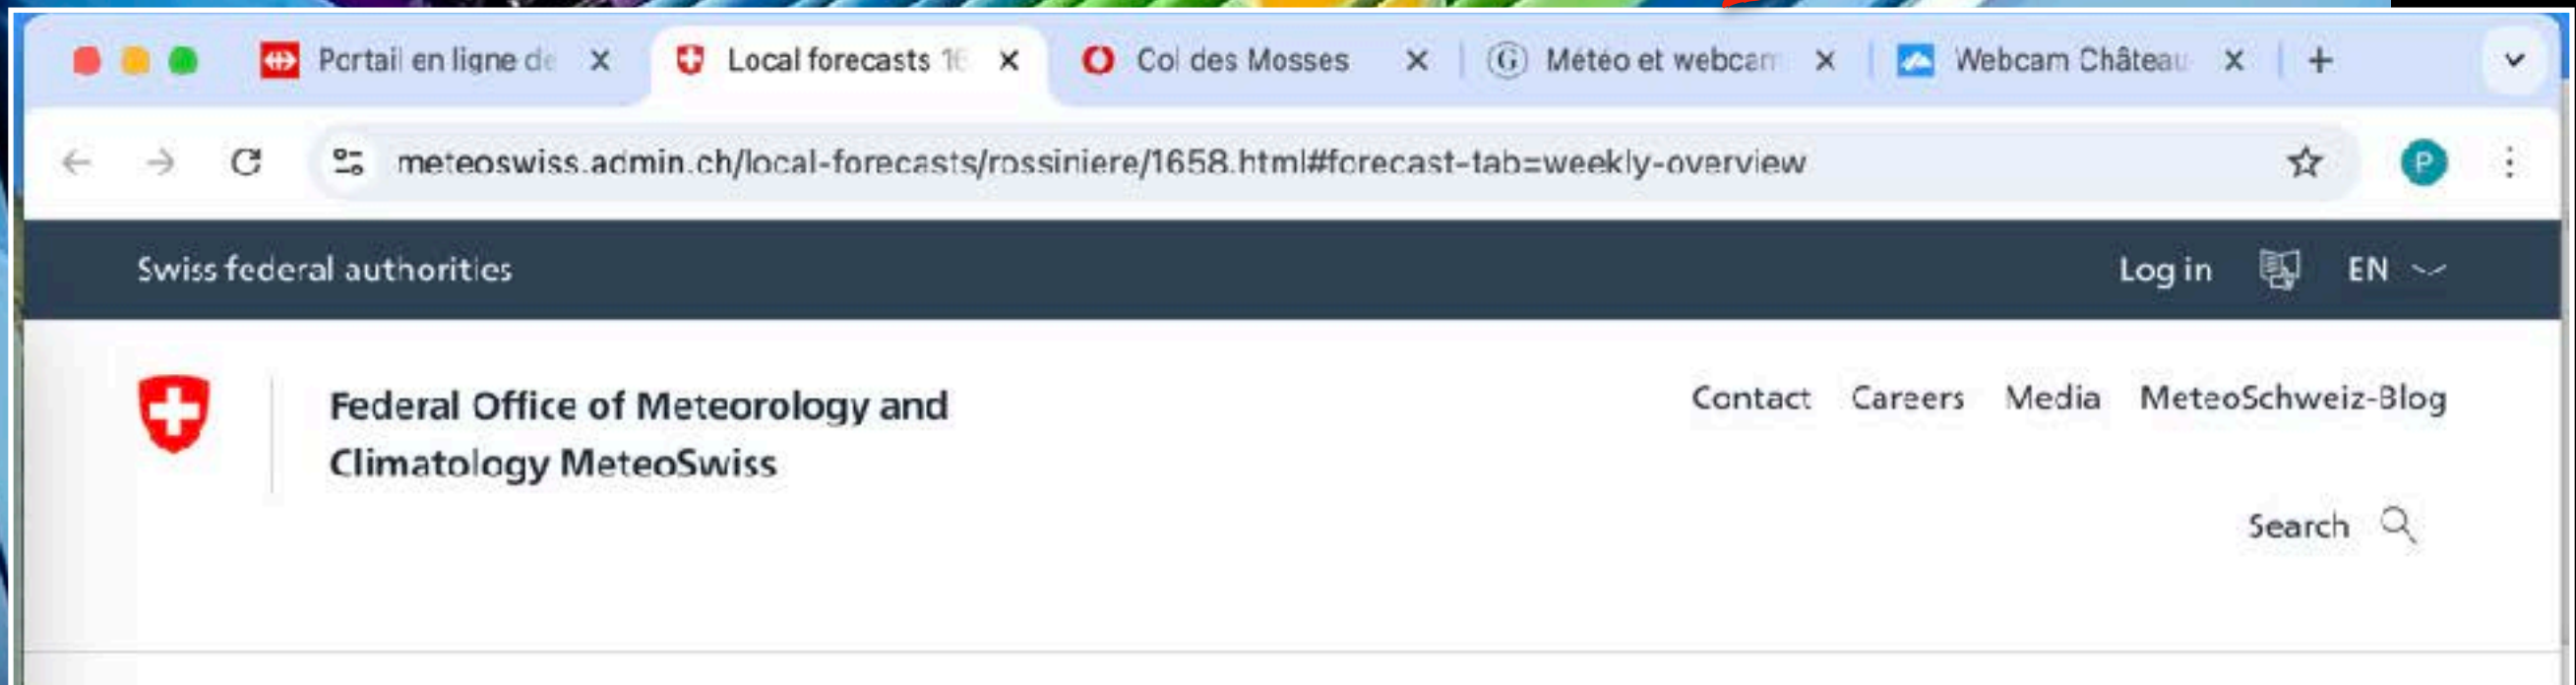 Portail en ligne de
Local forecasts 16
Col des Mosses
Météo et webcam
Webcam Château
meteoswiss.admin.ch/local-forecasts/rossiniere/1658.html#forecast-tab=weekly-overview
P
Swiss federal authorities
Log in
EN
Federal Office of Meteorology and
Climatology MeteoSwiss
Contact Careers Media MeteoSchweiz-Blog
Search